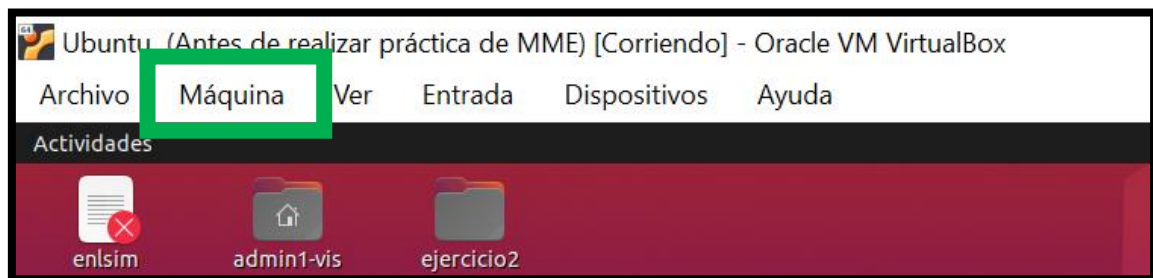 Ubuntu (Antes de realizar práctica de MME) [Corriendo] - Oracle VM VirtualBox
Archivo Máquina Ver Entrada Dispositivos Ayuda
Actividades
enlsim admin1-vis ejercicio2